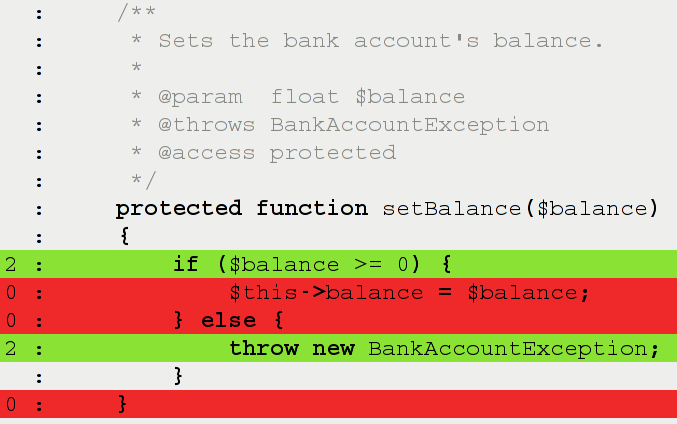 : /**
: * Sets the bank account's balance.
: *
: * @param  float $balance
: * @throws BankAccountException
: * @access protected
: */
: protected function setBalance($balance)
: {
2 : if ($balance >= 0) {
0 : $this->balance = $balance;
0 : } else {
2 : throw new BankAccountException;
: }
0 : }